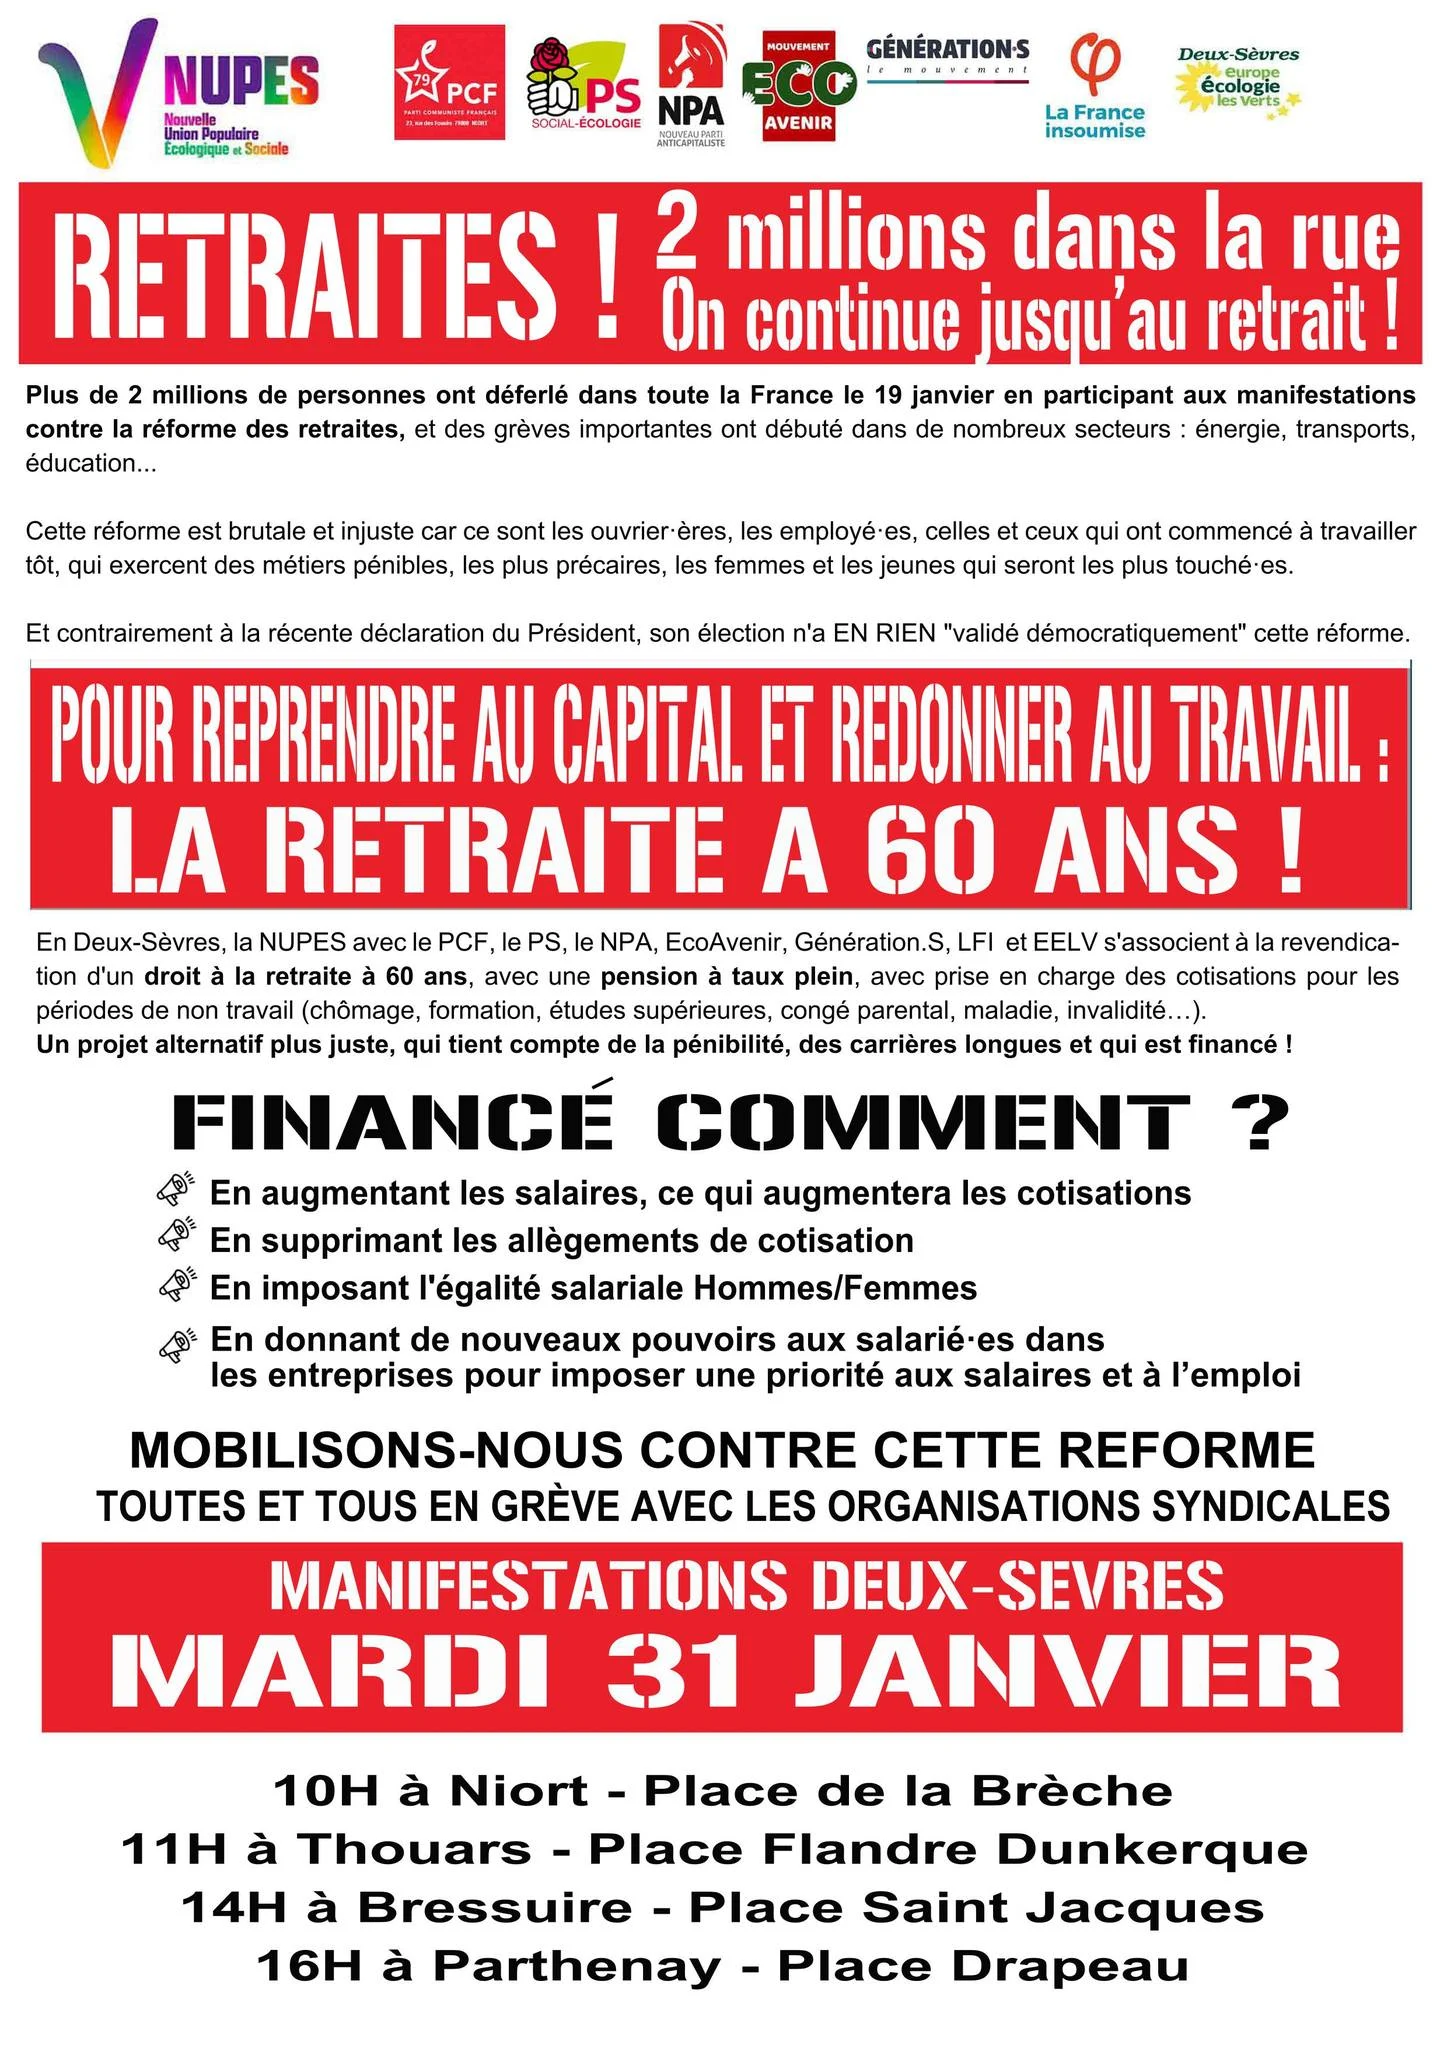 NUPES
Nouvelle
Union Populaire
Écologique et Sociale
79
PCF
PARTI COMMUNISTE FRANÇAIS
PS
SOCIAL-ÉCOLOGIE
NPA
NOUVEAU PARTI
ANTICAPITALISTE
MOUVEMENT
ECO
AVENIR
GÉNÉRATION·S
le mouvement
La France
insoumise
Deux-Sèvres
europe
écologie
les Verts
RETRAITES !
2 millions dans la rue
On continue jusqu'au retrait !
Plus de 2 millions de personnes ont déferlé dans toute la France le 19 janvier en participant aux manifestations
contre la réforme des retraites, et des grèves importantes ont débuté dans de nombreux secteurs : énergie, transports,
éducation...
Cette réforme est brutale et injuste car ce sont les ouvrier·ères, les employé·es, celles et ceux qui ont commencé à travailler
tôt, qui exercent des métiers pénibles, les plus précaires, les femmes et les jeunes qui seront les plus touché·es.
Et contrairement à la récente déclaration du Président, son élection n'a EN RIEN "validé démocratiquement" cette réforme.
POUR REPRENDRE AU CAPITAL ET REDONNER AU TRAVAIL :
LA RETRAITE A 60 ANS !
En Deux-Sèvres, la NUPES avec le PCF, le PS, le NPA, EcoAvenir, Génération.S, LFI et EELV s'associent à la revendica-
tion d'un droit à la retraite à 60 ans, avec une pension à taux plein, avec prise en charge des cotisations pour les
périodes de non travail (chômage, formation, études supérieures, congé parental, maladie, invalidité…).
Un projet alternatif plus juste, qui tient compte de la pénibilité, des carrières longues et qui est financé !
FINANCÉ COMMENT ?
En augmentant les salaires, ce qui augmentera les cotisations
En supprimant les allègements de cotisation
En imposant l'égalité salariale Hommes/Femmes
En donnant de nouveaux pouvoirs aux salarié·es dans
les entreprises pour imposer une priorité aux salaires et à l’emploi
MOBILISONS-NOUS CONTRE CETTE REFORME
TOUTES ET TOUS EN GRÈVE AVEC LES ORGANISATIONS SYNDICALES
MANIFESTATIONS DEUX-SEVRES
MARDI 31 JANVIER
10H à Niort - Place de la Brèche
11H à Thouars - Place Flandre Dunkerque
14H à Bressuire - Place Saint Jacques
16H à Parthenay - Place Drapeau